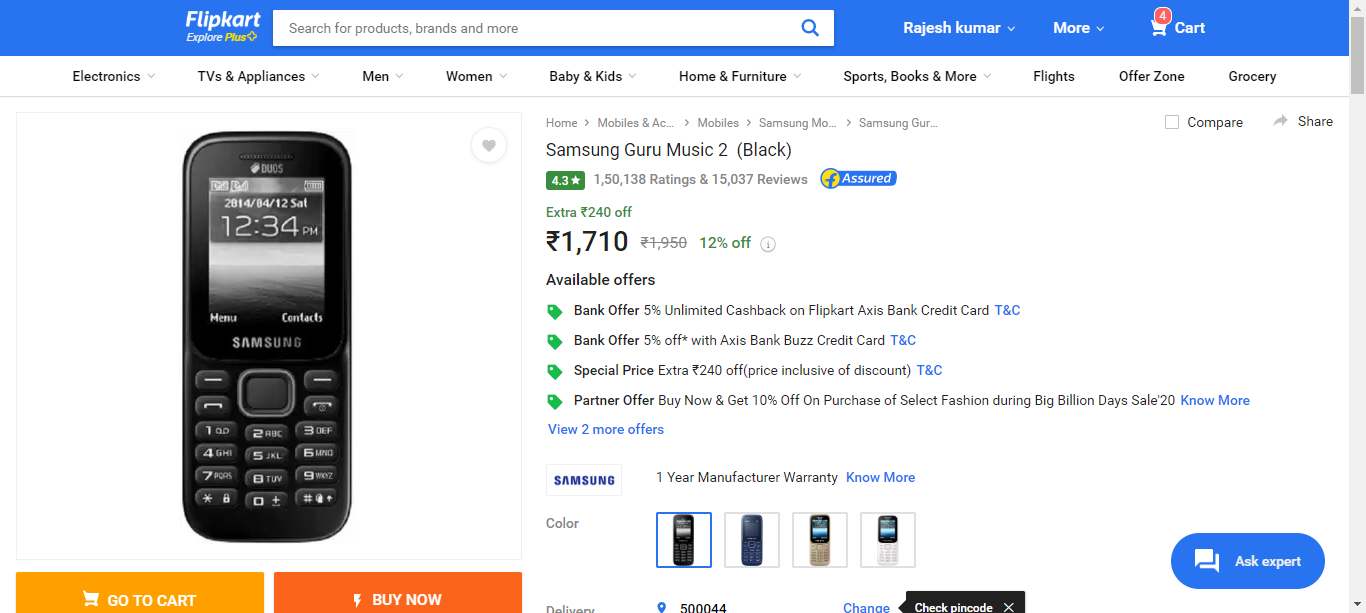 Flipkart
Explore Plus
Search for products, brands and more
Rajesh kumar
More
4
Cart
Electronics
TVs & Appliances
Men
Women
Baby & Kids
Home & Furniture
Sports, Books & More
Flights
Offer Zone
Grocery
Home > Mobiles & Ac... > Mobiles > Samsung Mo... > Samsung Gur...
Compare
Share
Samsung Guru Music 2 (Black)
4.3★ 1,50,138 Ratings & 15,037 Reviews
f Assured
Extra ₹240 off
₹1,710 ₹1,950 12% off i
Available offers
Bank Offer 5% Unlimited Cashback on Flipkart Axis Bank Credit Card T&C
Bank Offer 5% off* with Axis Bank Buzz Credit Card T&C
Special Price Extra ₹240 off(price inclusive of discount) T&C
Partner Offer Buy Now & Get 10% Off On Purchase of Select Fashion during Big Billion Days Sale'20 Know More
View 2 more offers
SAMSUNG
1 Year Manufacturer Warranty Know More
Color
Delivery
500044
Change
Check pincode
Ask expert
DUOS
2014/04/12 Sat
12:34 PM
Menu
Contacts
SAMSUNG
1
2 ABC
3 DEF
4 GHI
5 JKL
6 MNO
7 PQRS
8 TUV
9 WXYZ
*
0 +
#
GO TO CART
BUY NOW